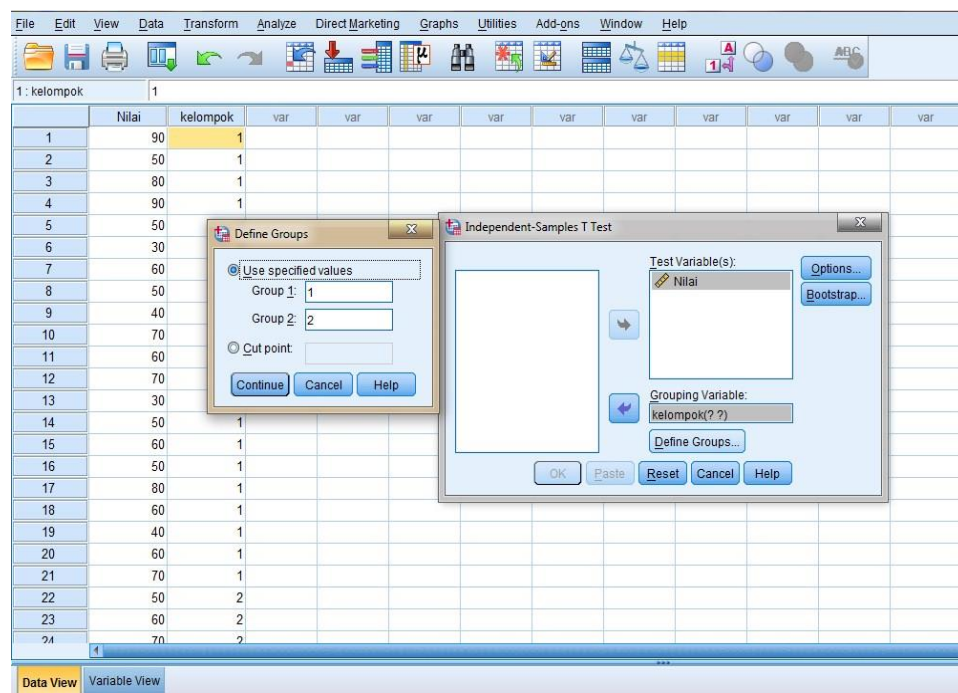 File Edit View Data Transform Analyze Direct Marketing Graphs Utilities Add-ons Window Help
A
1 4
ABC
μ
1 : kelompok 1
Nilai kelompok var var var var var var var var var var
1 90 1
2 50 1
3 80 1
4 90 1
5 50
6 30
7 60
8 50
9 40
10 70
11 60
12 70
13 30
14 50 1
15 60 1
16 50 1
17 80 1
18 60 1
19 40 1
20 60 1
21 70 1
22 50 2
23 60 2
24 70 2
Define Groups
Use specified values
Group 1: 1
Group 2: 2
Cut point:
Continue Cancel Help
Independent-Samples T Test
Test Variable(s):
Nilai
Options...
Bootstrap...
Grouping Variable:
kelompok(? ?)
Define Groups...
OK Paste Reset Cancel Help
Data View Variable View